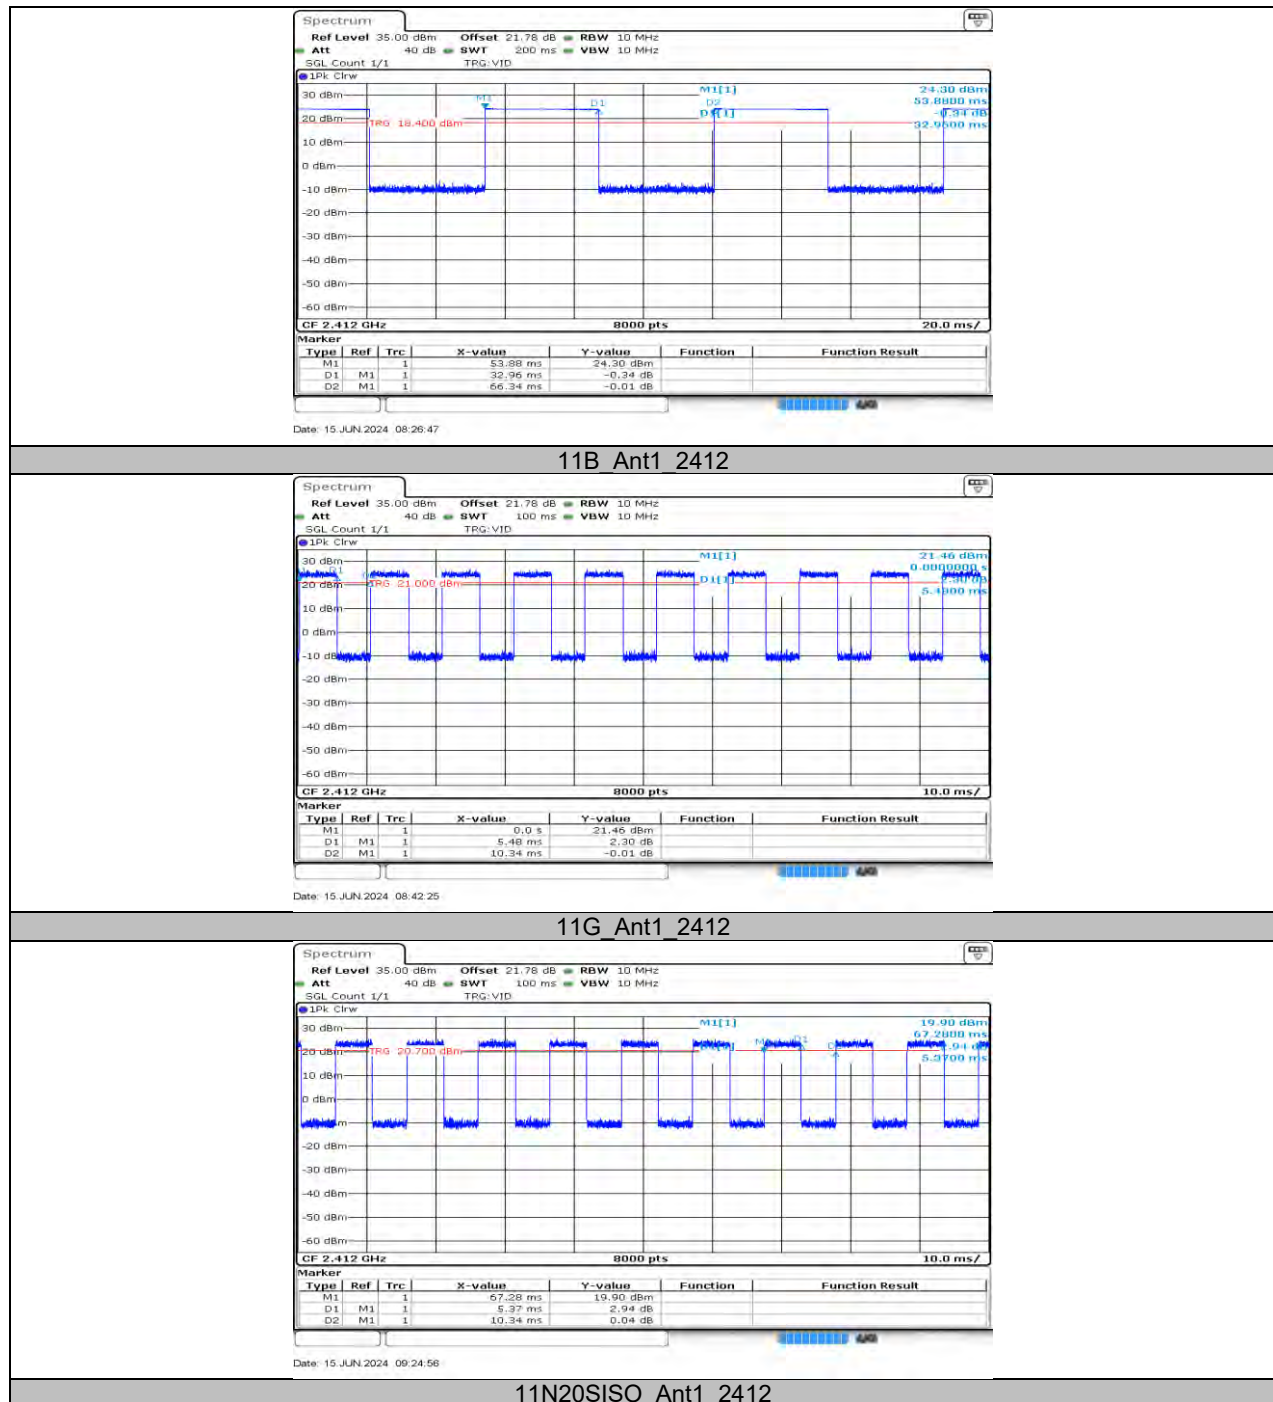 Spectrum
Ref Level 35.00 dBm Offset 21.78 dB RBW 10 MHz
Att 40 dB SWT 200 ms VBW 10 MHz
SGL Count 1/1 TRG:VID
1Pk Clrw
M1[1] 24.30 dBm
53.8800 ms
D1[1] -0.34 dB
32.9600 ms
M1
D1
D2
TRG 18.400 dBm
30 dBm
20 dBm
10 dBm
0 dBm
-10 dBm
-20 dBm
-30 dBm
-40 dBm
-50 dBm
-60 dBm
CF 2.412 GHz 8000 pts 20.0 ms/
Marker
Type Ref Trc X-value Y-value Function Function Result
M1 1 53.88 ms 24.30 dBm
D1 M1 1 32.96 ms -0.34 dB
D2 M1 1 66.34 ms -0.01 dB
Date: 15.JUN.2024 08:26:47
11B_Ant1_2412
Spectrum
Ref Level 35.00 dBm Offset 21.78 dB RBW 10 MHz
Att 40 dB SWT 100 ms VBW 10 MHz
SGL Count 1/1 TRG:VID
1Pk Clrw
M1[1] 21.46 dBm
0.0000000 s
D1[1] 2.30 dB
5.4800 ms
D1
TRG 21.000 dBm
30 dBm
20 dBm
10 dBm
0 dBm
-10 dB
-20 dBm
-30 dBm
-40 dBm
-50 dBm
-60 dBm
CF 2.412 GHz 8000 pts 10.0 ms/
Marker
Type Ref Trc X-value Y-value Function Function Result
M1 1 0.0 s 21.46 dBm
D1 M1 1 5.48 ms 2.30 dB
D2 M1 1 10.34 ms -0.01 dB
Date: 15.JUN.2024 08:42:25
11G_Ant1_2412
Spectrum
Ref Level 35.00 dBm Offset 21.78 dB RBW 10 MHz
Att 40 dB SWT 100 ms VBW 10 MHz
SGL Count 1/1 TRG:VID
1Pk Clrw
M1[1] 19.90 dBm
67.2800 ms
.94 dB
5.3700 ms
D1
TRG 20.700 dBm
30 dBm
20 dBm
10 dBm
0 dBm
-20 dBm
-30 dBm
-40 dBm
-50 dBm
-60 dBm
CF 2.412 GHz 8000 pts 10.0 ms/
Marker
Type Ref Trc X-value Y-value Function Function Result
M1 1 67.28 ms 19.90 dBm
D1 M1 1 5.37 ms 2.94 dB
D2 M1 1 10.34 ms 0.04 dB
Date: 15.JUN.2024 09:24:56
11N20SISO_Ant1_2412